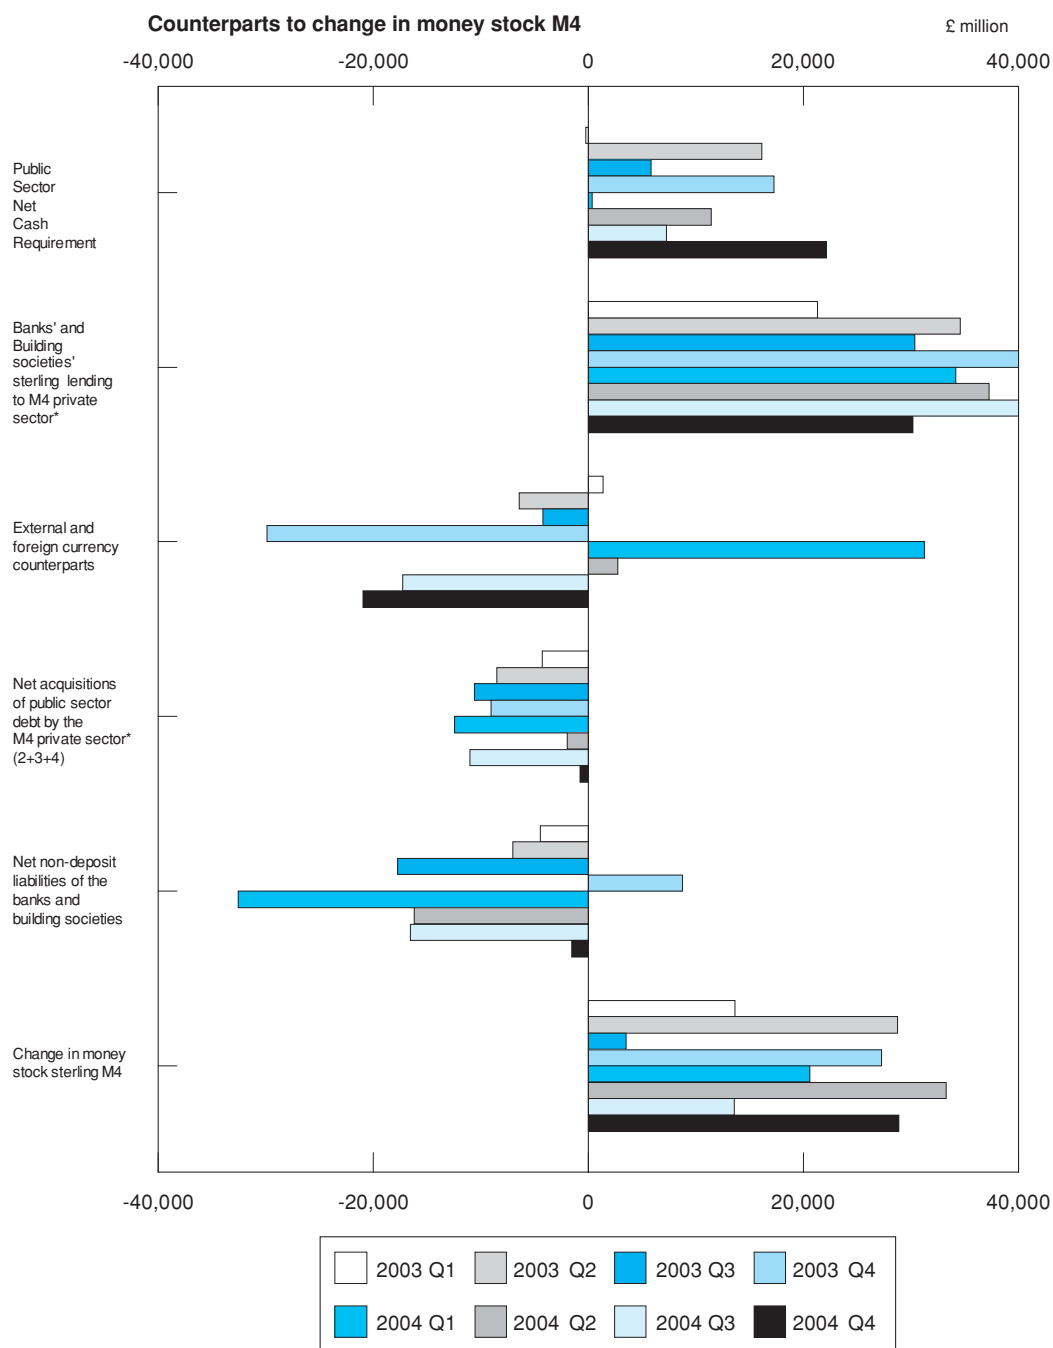 Counterparts to change in money stock M4
£ million
-40,000 -20,000 0 20,000 40,000
Public
Sector
Net
Cash
Requirement
Banks' and
Building
societies'
sterling lending
to M4 private
sector*
External and
foreign currency
counterparts
Net acquisitions
of public sector
debt by the
M4 private sector*
(2+3+4)
Net non-deposit
liabilities of the
banks and
building societies
Change in money
stock sterling M4
-40,000 -20,000 0 20,000 40,000
2003 Q1 2003 Q2 2003 Q3 2003 Q4
2004 Q1 2004 Q2 2004 Q3 2004 Q4